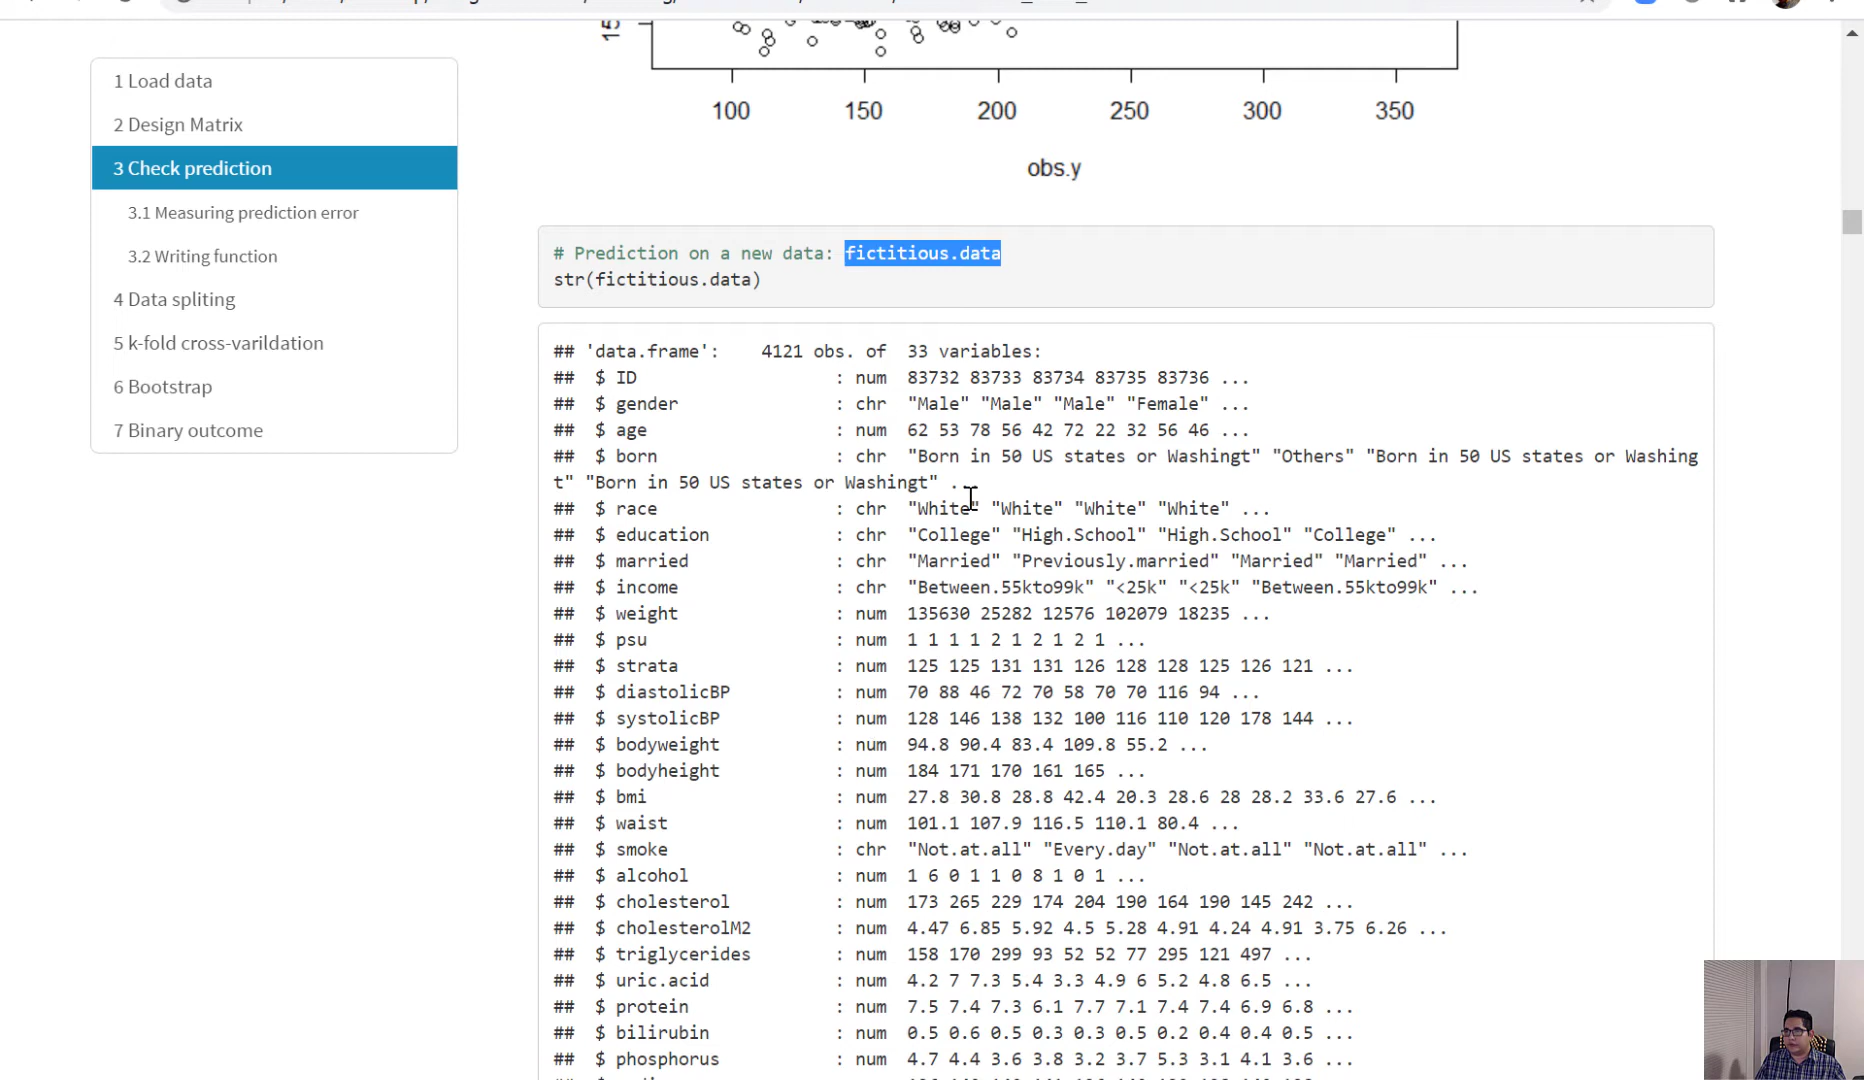 15
100 150 200 250 300 350
obs.y
1 Load data
2 Design Matrix
3 Check prediction
3.1 Measuring prediction error
3.2 Writing function
4 Data spliting
5 k-fold cross-varildation
6 Bootstrap
7 Binary outcome
# Prediction on a new data: fictitious.data
str(fictitious.data)
## 'data.frame': 4121 obs. of 33 variables:
## $ ID : num 83732 83733 83734 83735 83736 ...
## $ gender : chr "Male" "Male" "Male" "Female" ...
## $ age : num 62 53 78 56 42 72 22 32 56 46 ...
## $ born : chr "Born in 50 US states or Washingt" "Others" "Born in 50 US states or Washing
t" "Born in 50 US states or Washingt" ...
## $ race : chr "White" "White" "White" "White" ...
## $ education : chr "College" "High.School" "High.School" "College" ...
## $ married : chr "Married" "Previously.married" "Married" "Married" ...
## $ income : chr "Between.55kto99k" "<25k" "<25k" "Between.55kto99k" ...
## $ weight : num 135630 25282 12576 102079 18235 ...
## $ psu : num 1 1 1 1 2 1 2 1 2 1 ...
## $ strata : num 125 125 131 131 126 128 128 125 126 121 ...
## $ diastolicBP : num 70 88 46 72 70 58 70 70 116 94 ...
## $ systolicBP : num 128 146 138 132 100 116 110 120 178 144 ...
## $ bodyweight : num 94.8 90.4 83.4 109.8 55.2 ...
## $ bodyheight : num 184 171 170 161 165 ...
## $ bmi : num 27.8 30.8 28.8 42.4 20.3 28.6 28 28.2 33.6 27.6 ...
## $ waist : num 101.1 107.9 116.5 110.1 80.4 ...
## $ smoke : chr "Not.at.all" "Every.day" "Not.at.all" "Not.at.all" ...
## $ alcohol : num 1 6 0 1 1 0 8 1 0 1 ...
## $ cholesterol : num 173 265 229 174 204 190 164 190 145 242 ...
## $ cholesterolM2 : num 4.47 6.85 5.92 4.5 5.28 4.91 4.24 4.91 3.75 6.26 ...
## $ triglycerides : num 158 170 299 93 52 52 77 295 121 497 ...
## $ uric.acid : num 4.2 7 7.3 5.4 3.3 4.9 6 5.2 4.8 6.5 ...
## $ protein : num 7.5 7.4 7.3 6.1 7.7 7.1 7.4 7.4 6.9 6.8 ...
## $ bilirubin : num 0.5 0.6 0.5 0.3 0.3 0.5 0.2 0.4 0.4 0.5 ...
## $ phosphorus : num 4.7 4.4 3.6 3.8 3.2 3.7 5.3 3.1 4.1 3.6 ...